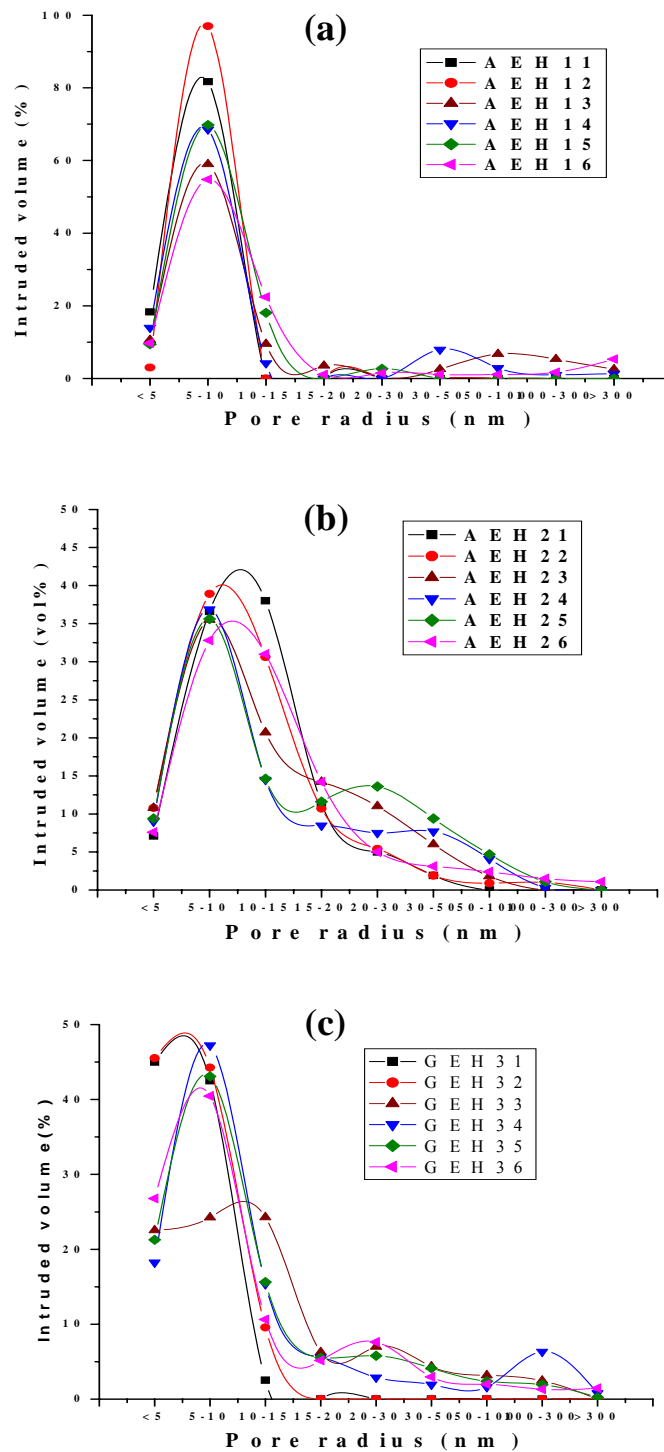 (a)
100
80
60
40
20
0
Intruded volume (%)
AEH11
AEH12
AEH13
AEH14
AEH15
AEH16
<5 5-10 10-15 15-20 20-30 30-50 50-100 100-300 >300
Pore radius (nm)
(b)
50
45
40
35
30
25
20
15
10
5
0
Intruded volume (vol%)
AEH21
AEH22
AEH23
AEH24
AEH25
AEH26
<5 5-10 10-15 15-20 20-30 30-50 50-100 100-300 >300
Pore radius (nm)
(c)
50
40
30
20
10
0
Intruded volume(%)
GEH31
GEH32
GEH33
GEH34
GEH35
GEH36
<5 5-10 10-15 15-20 20-30 30-50 50-100 100-300 >300
Pore radius (nm)